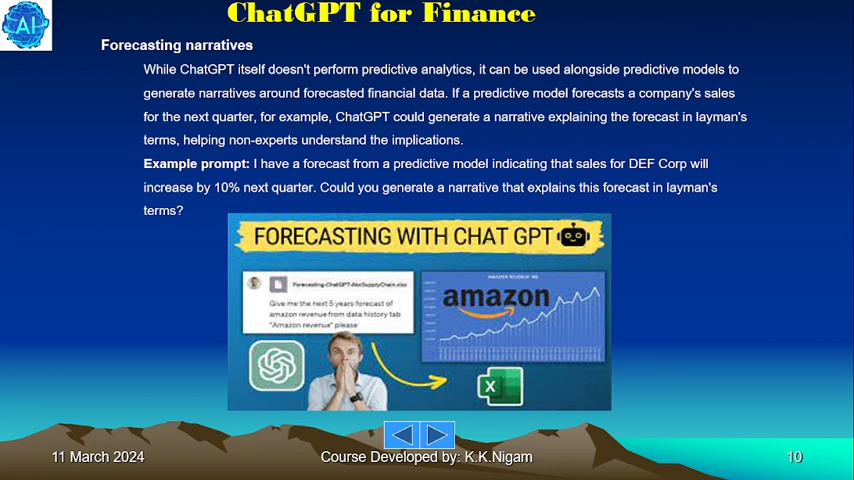 AI
ChatGPT for Finance
Forecasting narratives
While ChatGPT itself doesn't perform predictive analytics, it can be used alongside predictive models to
generate narratives around forecasted financial data. If a predictive model forecasts a company's sales
for the next quarter, for example, ChatGPT could generate a narrative explaining the forecast in layman's
terms, helping non-experts understand the implications.
Example prompt: I have a forecast from a predictive model indicating that sales for DEF Corp will
increase by 10% next quarter. Could you generate a narrative that explains this forecast in layman's
terms?
FORECASTING WITH CHAT GPT
Forecasting-ChatGPT-AbcSupplyChain.xlsx
Give me the next 5 years forecast of
amazon revenue from data history tab
"Amazon revenue" please
AMAZON REVENUE
amazon
X
11 March 2024
Course Developed by: K.K.Nigam
10